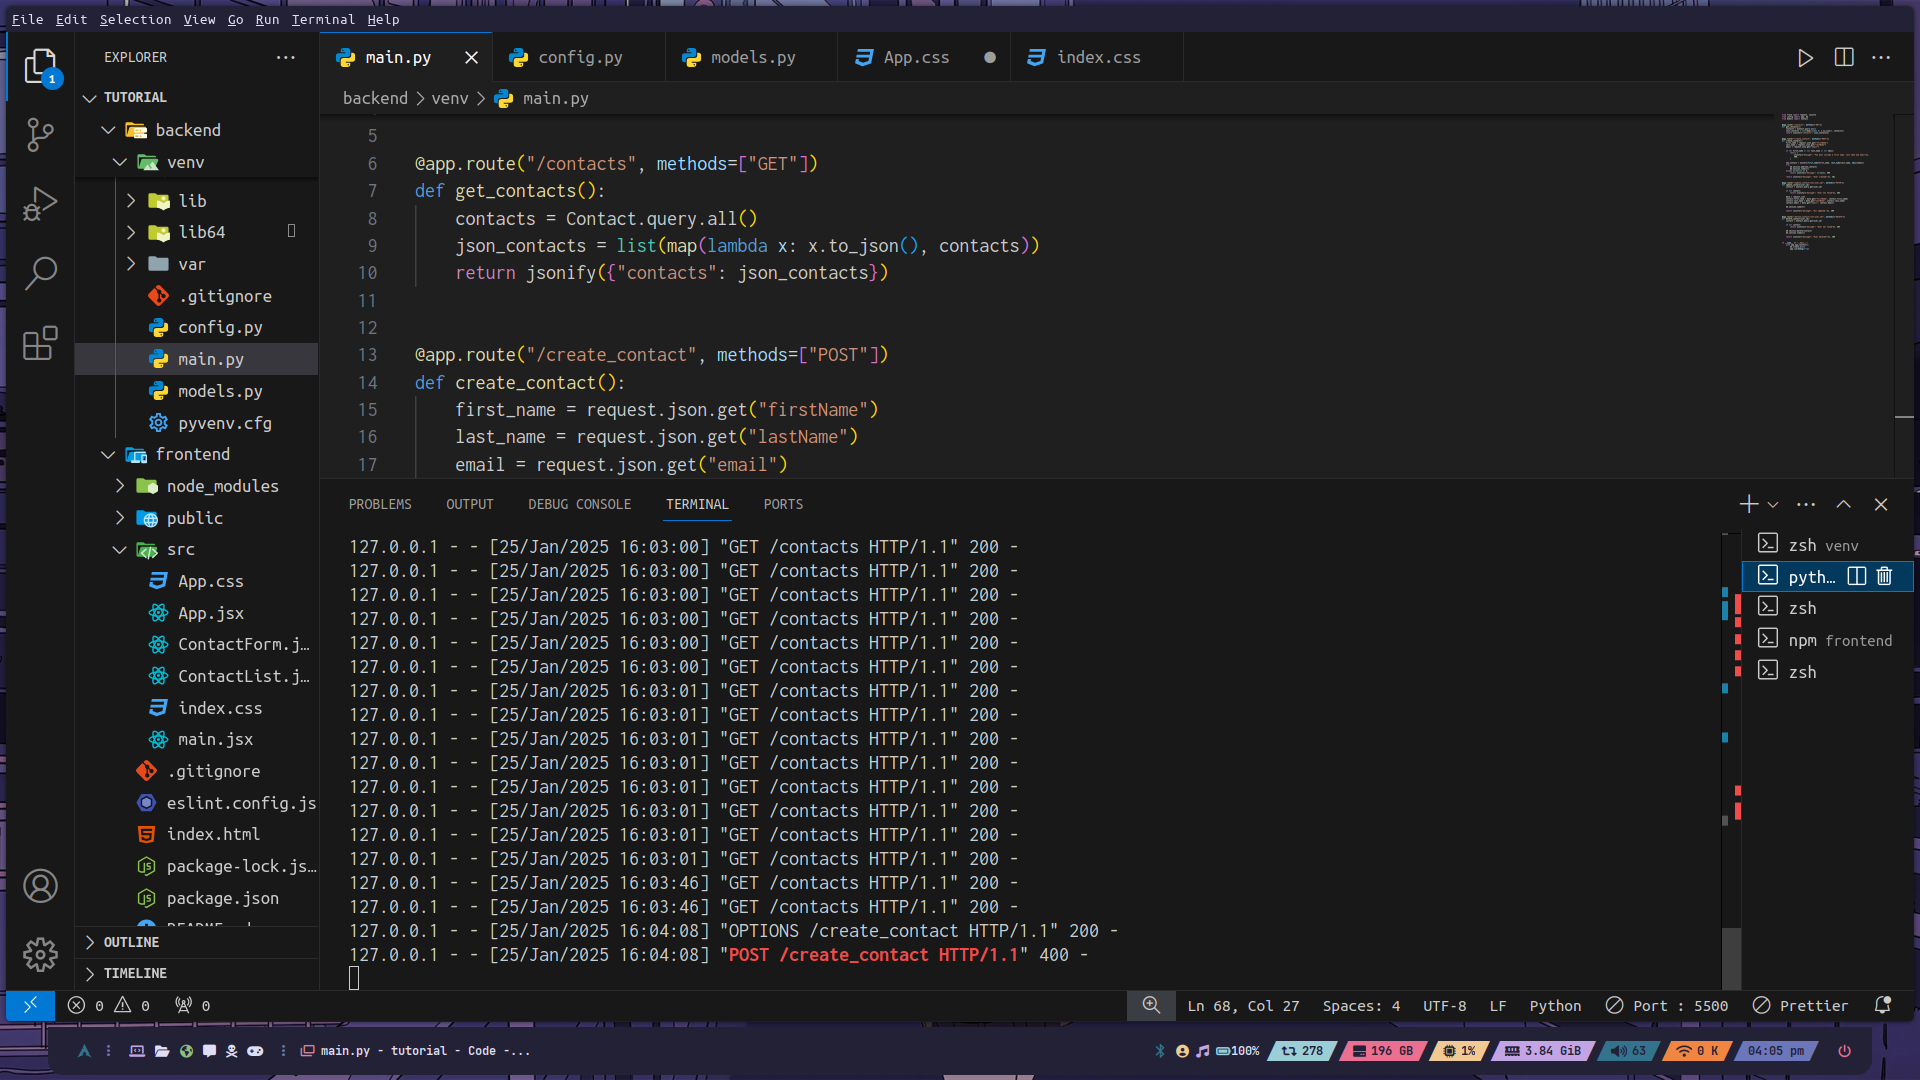 File Edit Selection View Go Run Terminal Help
EXPLORER
TUTORIAL
backend
venv
lib
lib64
var
.gitignore
config.py
main.py
models.py
pyvenv.cfg
frontend
node_modules
public
src
App.css
App.jsx
ContactForm.j...
ContactList.j...
index.css
main.jsx
.gitignore
eslint.config.js
index.html
package-lock.js...
package.json
OUTLINE
TIMELINE
1
main.py config.py models.py App.css index.css
backend > venv > main.py
5
6 @app.route("/contacts", methods=["GET"])
7 def get_contacts():
8 contacts = Contact.query.all()
9 json_contacts = list(map(lambda x: x.to_json(), contacts))
10 return jsonify({"contacts": json_contacts})
11
12
13 @app.route("/create_contact", methods=["POST"])
14 def create_contact():
15 first_name = request.json.get("firstName")
16 last_name = request.json.get("lastName")
17 email = request.json.get("email")
PROBLEMS OUTPUT DEBUG CONSOLE TERMINAL PORTS
127.0.0.1 - - [25/Jan/2025 16:03:00] "GET /contacts HTTP/1.1" 200 -
127.0.0.1 - - [25/Jan/2025 16:03:00] "GET /contacts HTTP/1.1" 200 -
127.0.0.1 - - [25/Jan/2025 16:03:00] "GET /contacts HTTP/1.1" 200 -
127.0.0.1 - - [25/Jan/2025 16:03:00] "GET /contacts HTTP/1.1" 200 -
127.0.0.1 - - [25/Jan/2025 16:03:00] "GET /contacts HTTP/1.1" 200 -
127.0.0.1 - - [25/Jan/2025 16:03:00] "GET /contacts HTTP/1.1" 200 -
127.0.0.1 - - [25/Jan/2025 16:03:01] "GET /contacts HTTP/1.1" 200 -
127.0.0.1 - - [25/Jan/2025 16:03:01] "GET /contacts HTTP/1.1" 200 -
127.0.0.1 - - [25/Jan/2025 16:03:01] "GET /contacts HTTP/1.1" 200 -
127.0.0.1 - - [25/Jan/2025 16:03:01] "GET /contacts HTTP/1.1" 200 -
127.0.0.1 - - [25/Jan/2025 16:03:01] "GET /contacts HTTP/1.1" 200 -
127.0.0.1 - - [25/Jan/2025 16:03:01] "GET /contacts HTTP/1.1" 200 -
127.0.0.1 - - [25/Jan/2025 16:03:01] "GET /contacts HTTP/1.1" 200 -
127.0.0.1 - - [25/Jan/2025 16:03:01] "GET /contacts HTTP/1.1" 200 -
127.0.0.1 - - [25/Jan/2025 16:03:46] "GET /contacts HTTP/1.1" 200 -
127.0.0.1 - - [25/Jan/2025 16:03:46] "GET /contacts HTTP/1.1" 200 -
127.0.0.1 - - [25/Jan/2025 16:04:08] "OPTIONS /create_contact HTTP/1.1" 200 -
127.0.0.1 - - [25/Jan/2025 16:04:08] "POST /create_contact HTTP/1.1" 400 -
zsh venv
pyth...
zsh
npm frontend
zsh
0 0 0 Ln 68, Col 27 Spaces: 4 UTF-8 LF Python Port : 5500 Prettier
main.py - tutorial - Code -... 100% 278 196 GB 1% 3.84 GiB 63 0 K 04:05 pm